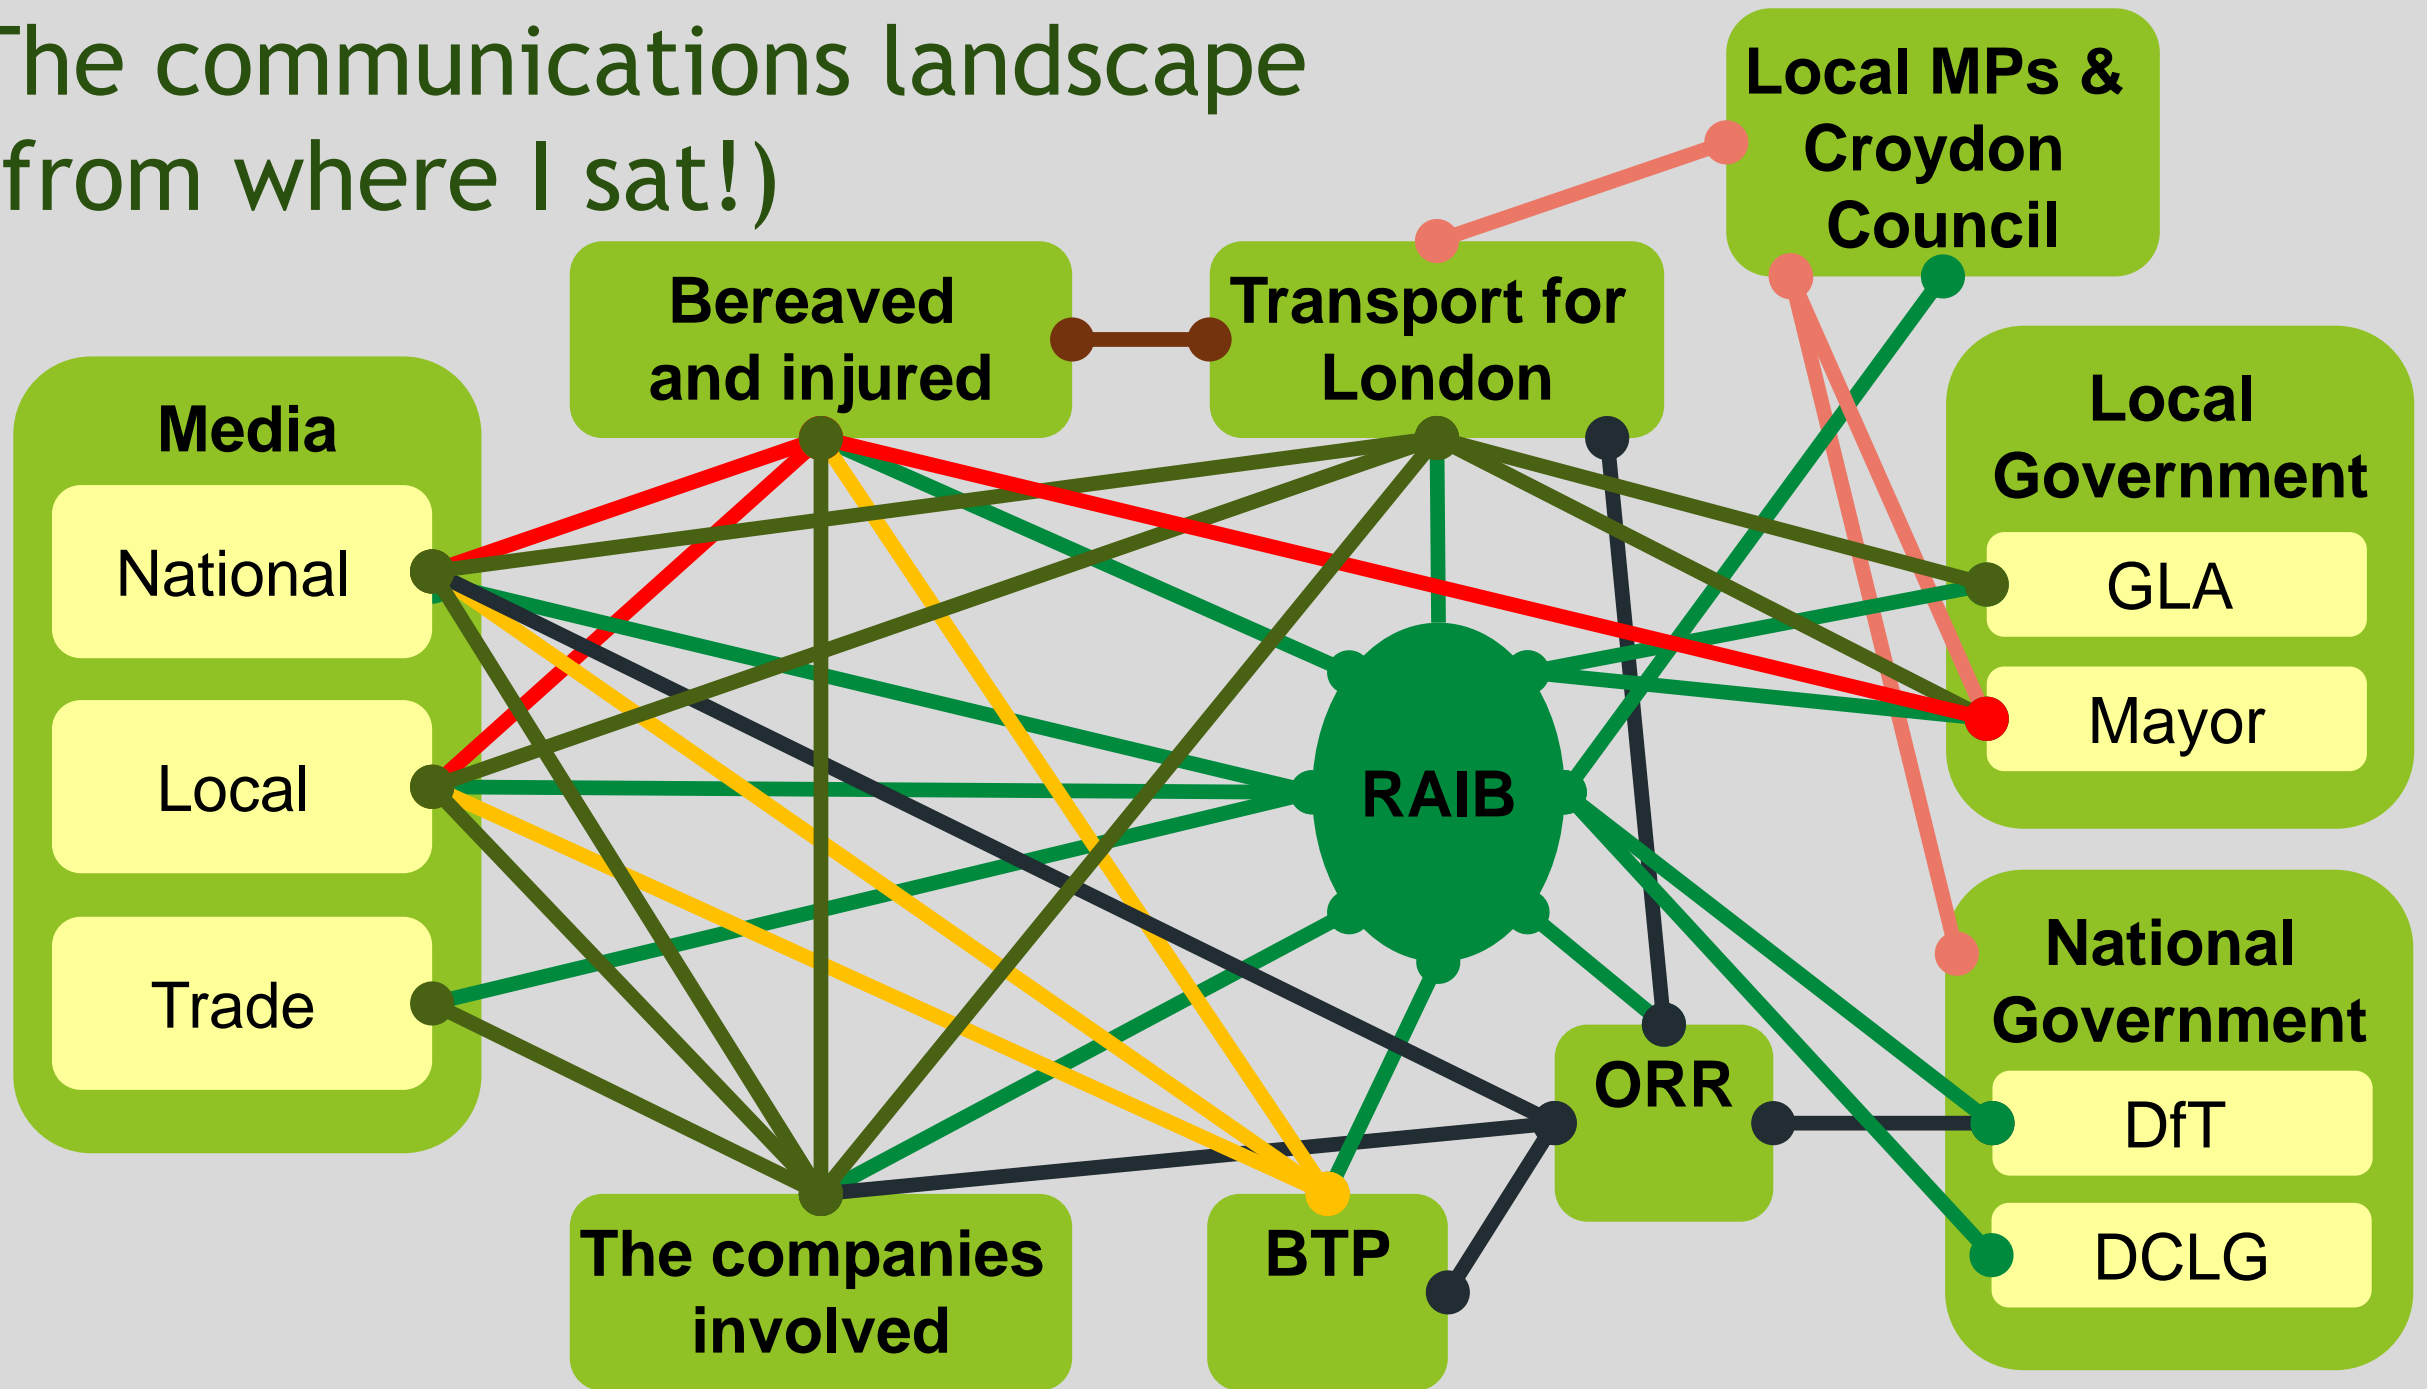 The communications landscape
from where I sat!)
Local MPs &
Croydon
Council
Bereaved
and injured
Transport for
London
Media
National
Local
Trade
RAIB
Local
Government
GLA
Mayor
National
Government
DfT
DCLG
ORR
The companies
involved
BTP